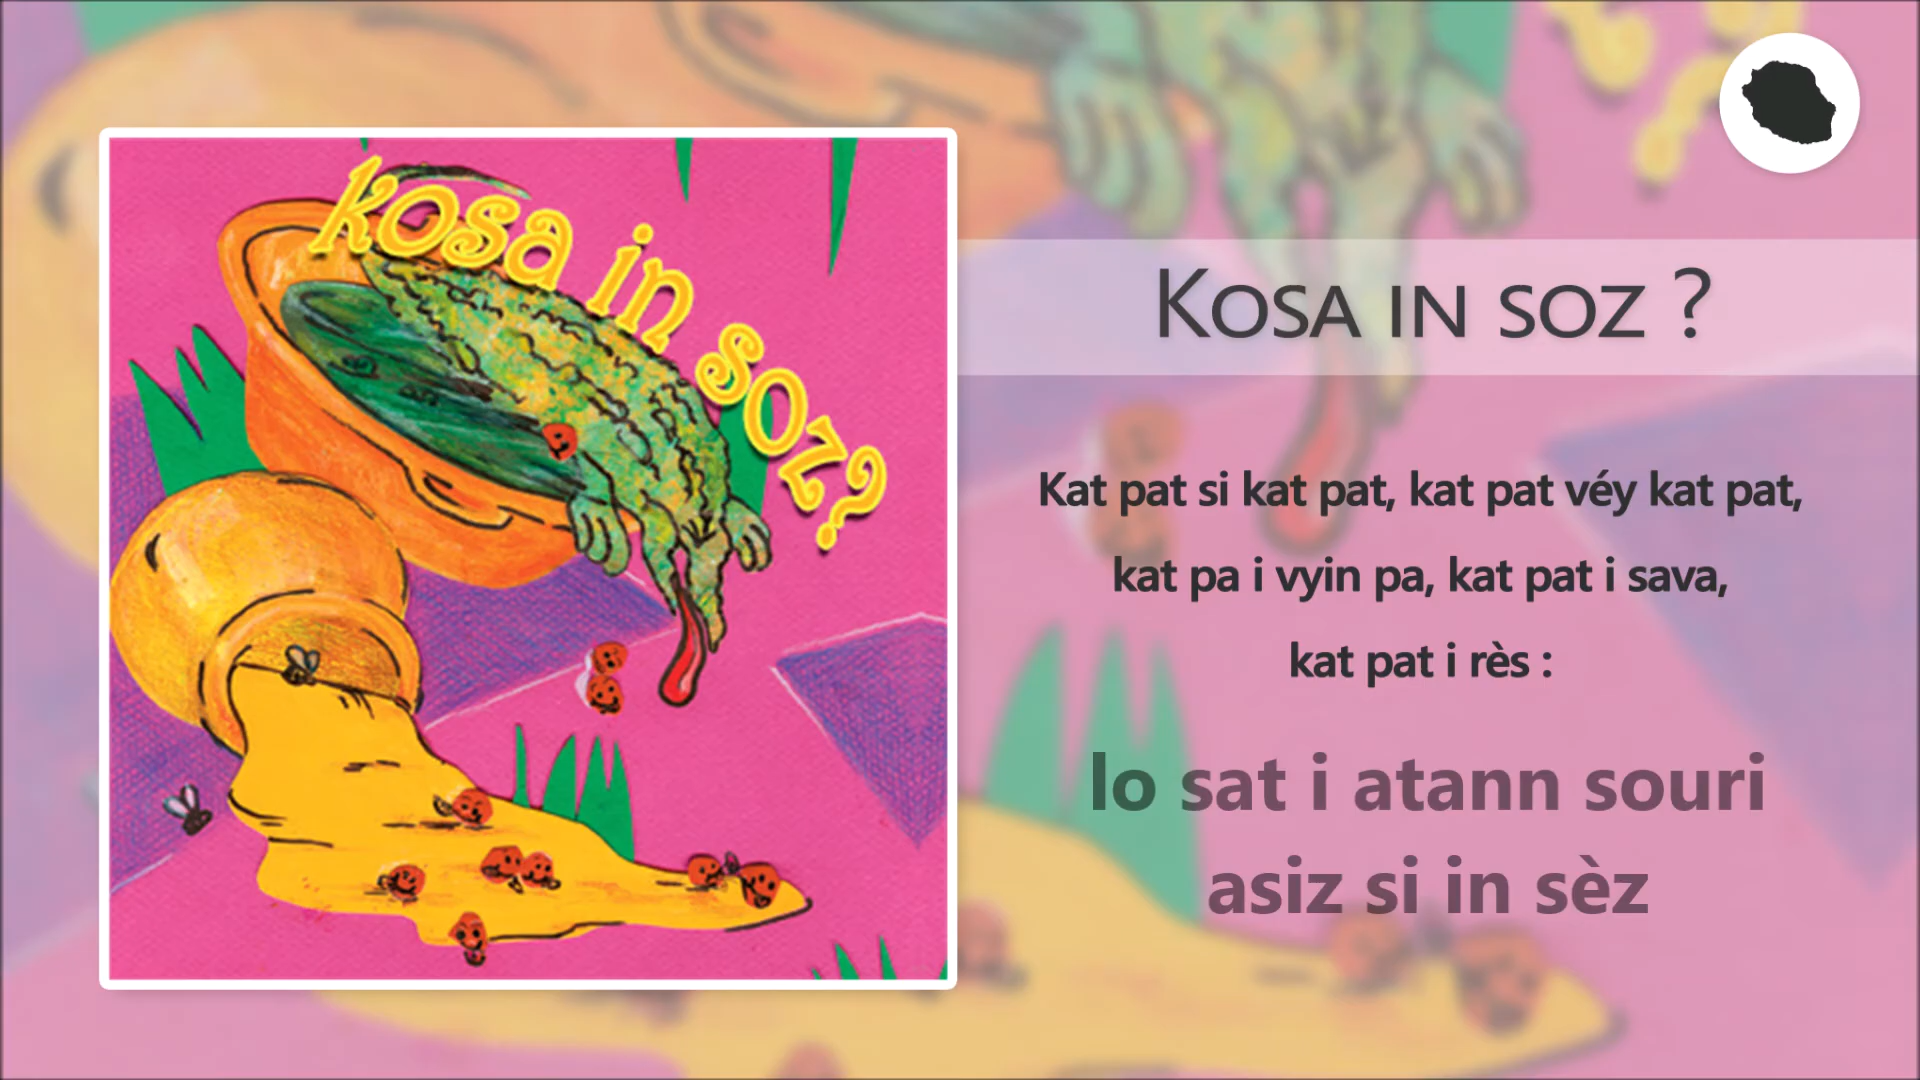 kosa in soz?
Kosa in soz ?
Kat pat si kat pat, kat pat véy kat pat,
kat pa i vyin pa, kat pat i sava,
kat pat i rès :
lo sat i atann souri
asiz si in sèz